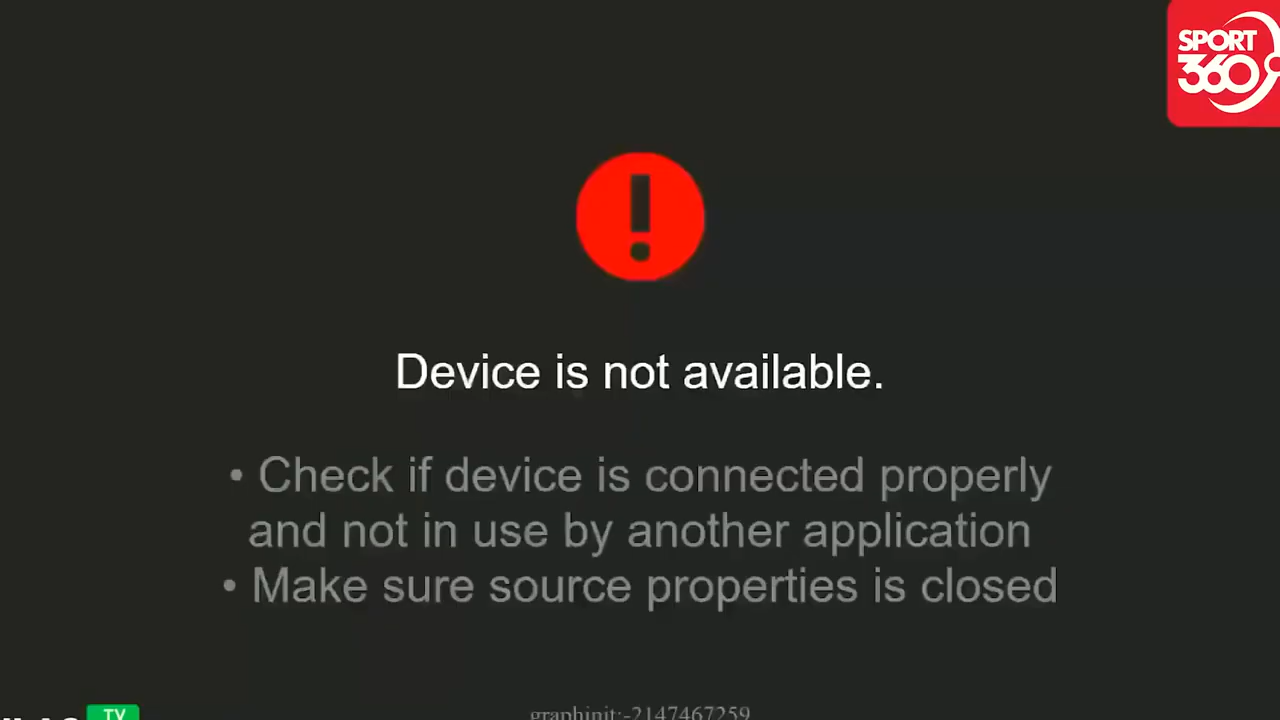 SPORT
360
Device is not available.
• Check if device is connected properly
and not in use by another application
• Make sure source properties is closed
TV
graphinit:-2147467259